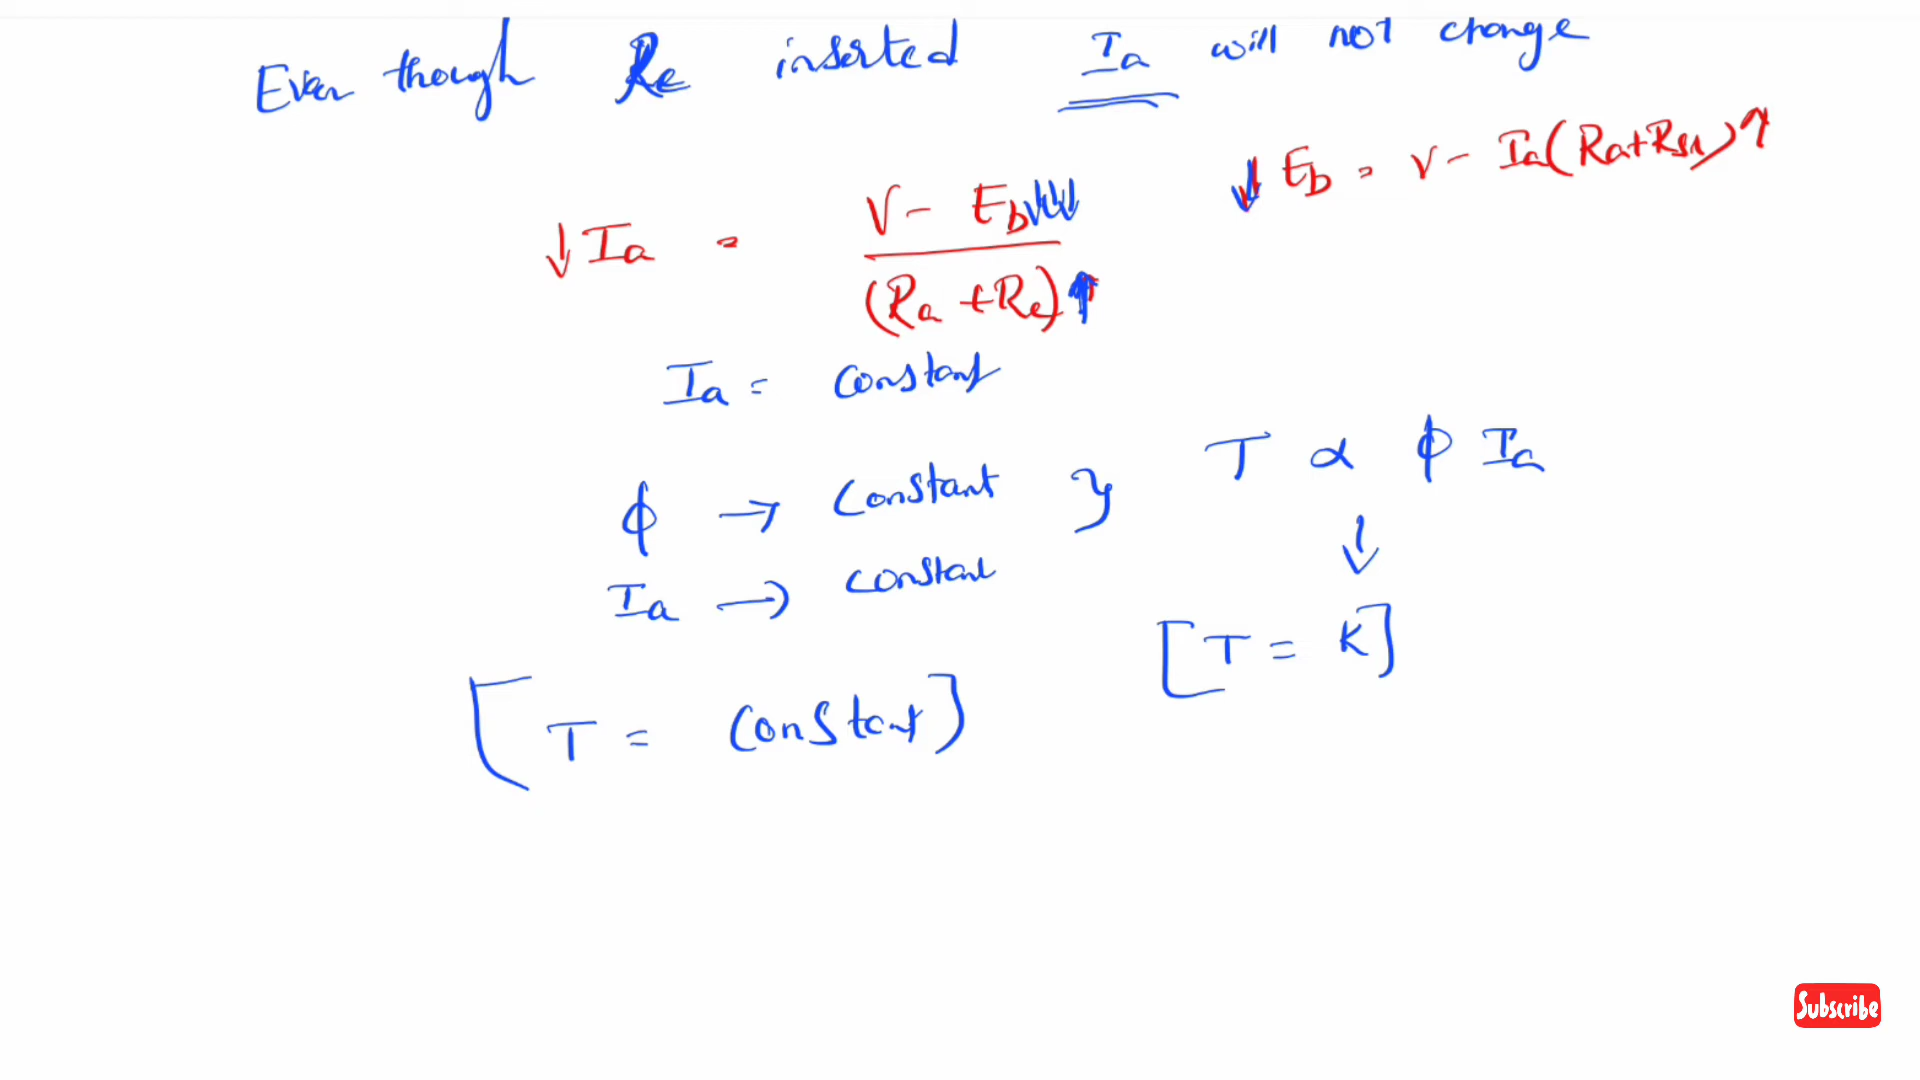 Even though Re inserted Ia will not change
↓ Eb = V - Ia(Ra+RSR)↑
↓ Ia = V - Eb↓↓↓ / (Ra + Re)↑
Ia = constant
φ → constant } T ∝ φ Ia
Ia → constant ↓
[T = K]
[T = constant]
Subscribe